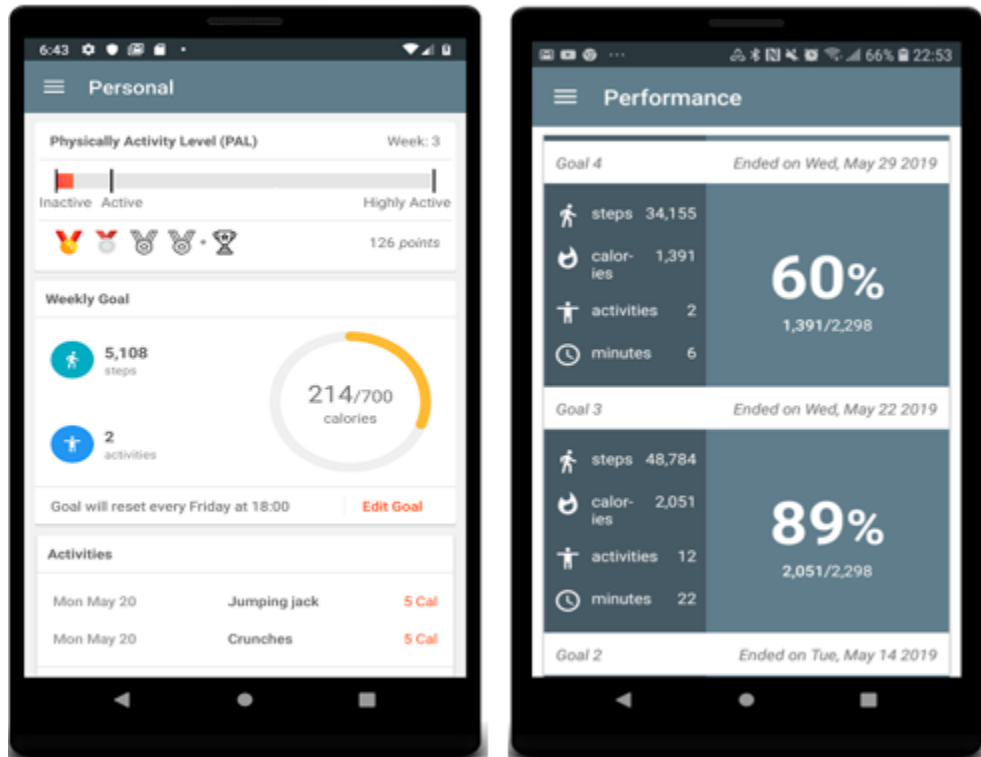 6:43
Personal
Physically Activity Level (PAL) Week: 3
Inactive Active Highly Active
126 points
Weekly Goal
5,108
steps
214/700
calories
2
activities
Goal will reset every Friday at 18:00 Edit Goal
Activities
Mon May 20 Jumping jack 5 Cal
Mon May 20 Crunches 5 Cal
66% 22:53
Performance
Goal 4 Ended on Wed, May 29 2019
steps 34,155
calor- 1,391
ies
activities 2
minutes 6
60%
1,391/2,298
Goal 3 Ended on Wed, May 22 2019
steps 48,784
calor- 2,051
ies
activities 12
minutes 22
89%
2,051/2,298
Goal 2 Ended on Tue, May 14 2019